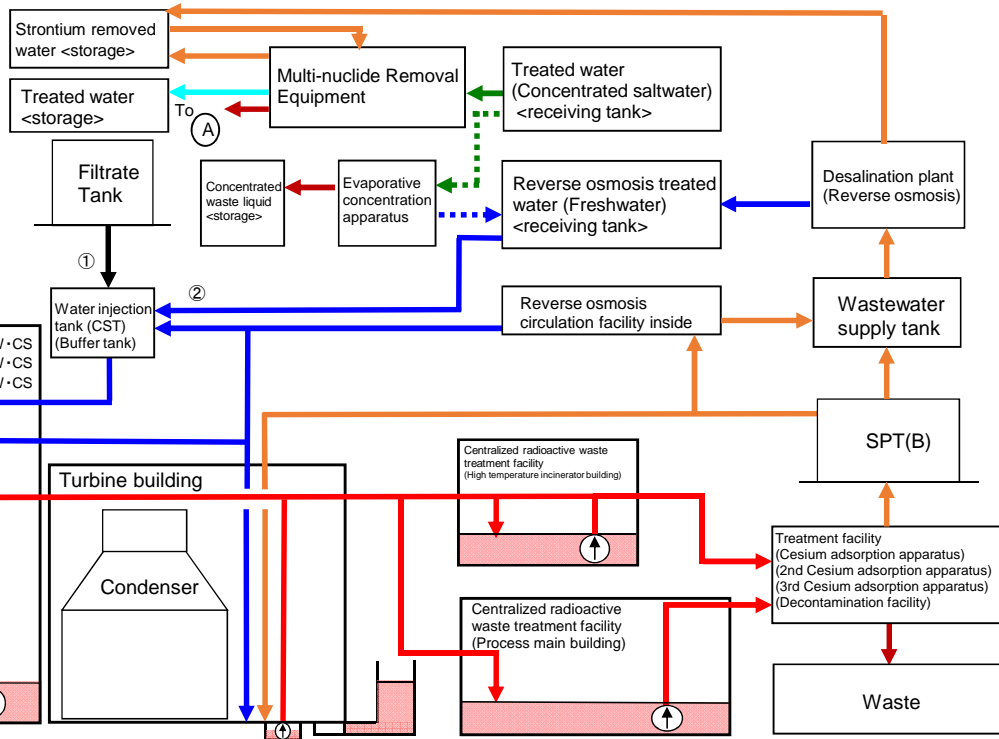 Strontium removed
water <storage>
Treated water
<storage>
To
A
Multi-nuclide Removal
Equipment
Treated water
(Concentrated saltwater)
<receiving tank>
Filtrate
Tank
Concentrated
waste liquid
<storage>
Evaporative
concentration
apparatus
Reverse osmosis treated
water (Freshwater)
<receiving tank>
Desalination plant
(Reverse osmosis)
①
②
Water injection
tank (CST)
(Buffer tank)
Reverse osmosis
circulation facility inside
Wastewater
supply tank
・CS
・CS
・CS
SPT(B)
Centralized radioactive waste
treatment facility
(High temperature incinerator building)
Turbine building
Condenser
Treatment facility
(Cesium adsorption apparatus)
(2nd Cesium adsorption apparatus)
(3rd Cesium adsorption apparatus)
(Decontamination facility)
Centralized radioactive
waste treatment facility
(Process main building)
Waste